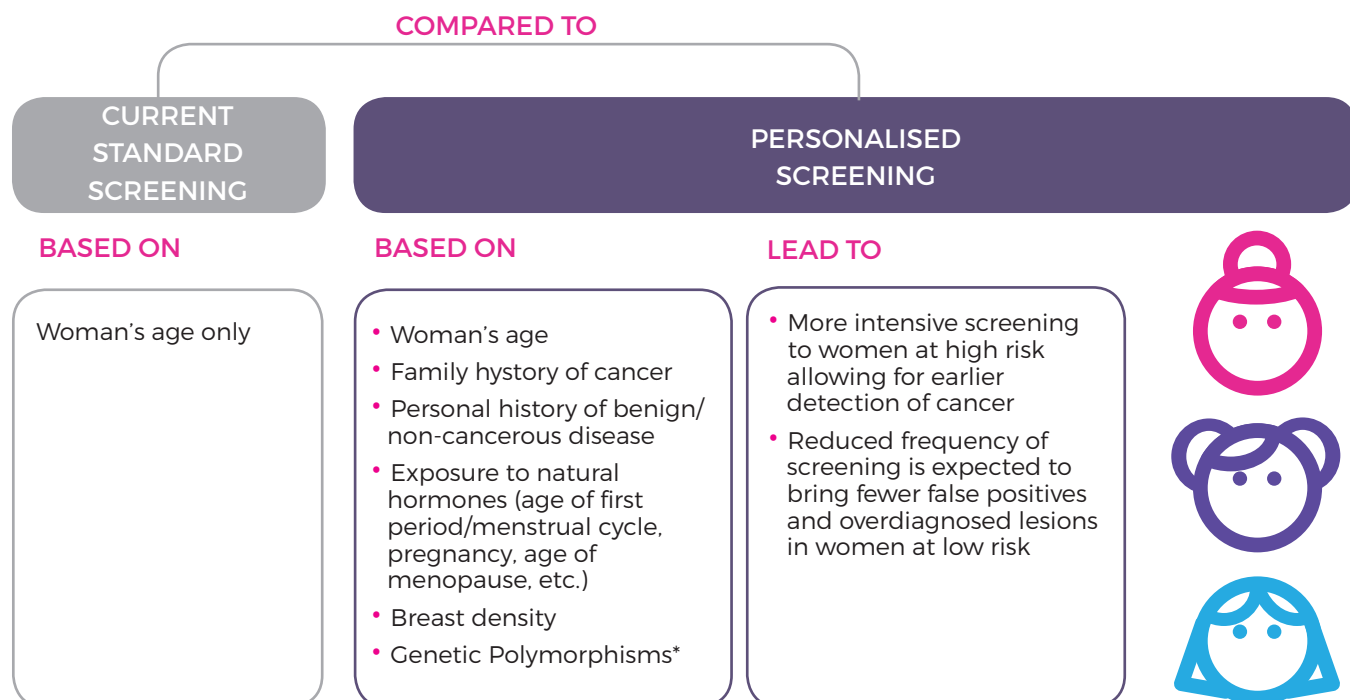 COMPARED TO
CURRENT
STANDARD
SCREENING
PERSONALISED
SCREENING
BASED ON
Woman's age only
BASED ON
• Woman's age
• Family hystory of cancer
• Personal history of benign/
non-cancerous disease
• Exposure to natural
hormones (age of first
period/menstrual cycle,
pregnancy, age of
menopause, etc.)
• Breast density
• Genetic Polymorphisms*
LEAD TO
• More intensive screening
to women at high risk
allowing for earlier
detection of cancer
• Reduced frequency of
screening is expected to
bring fewer false positives
and overdiagnosed lesions
in women at low risk